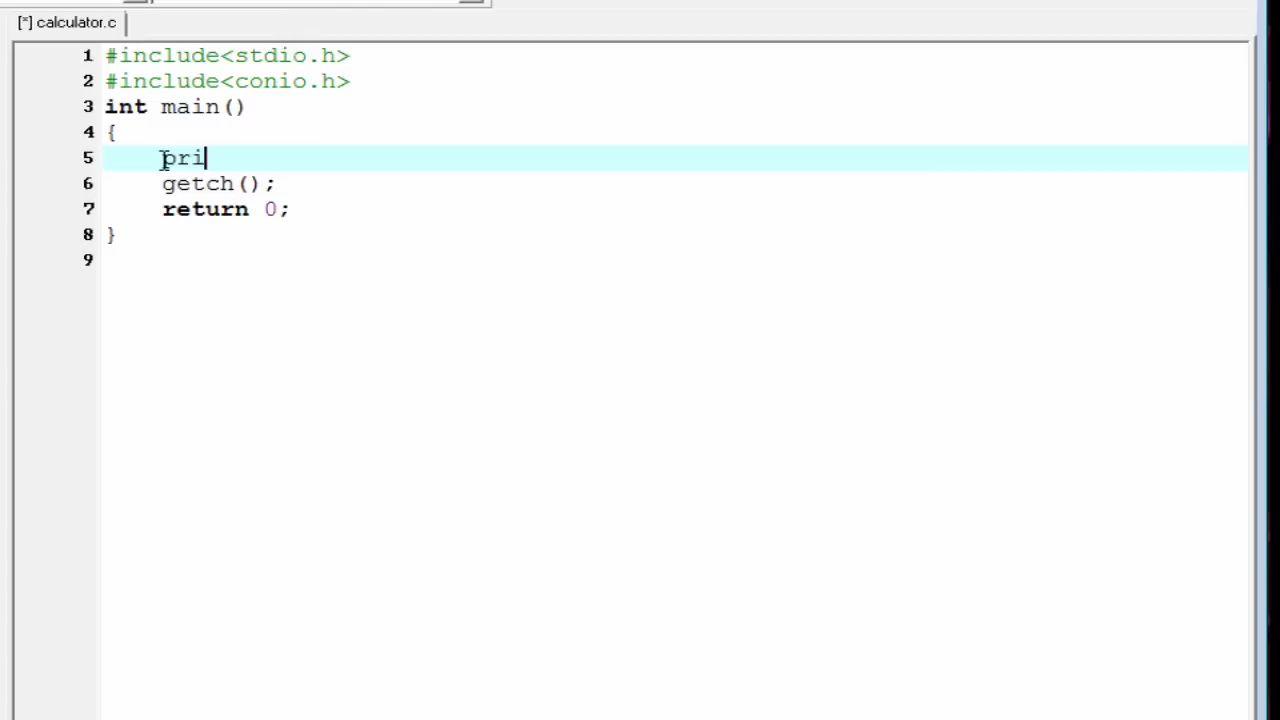 [*] calculator.c
1 #include<stdio.h>
2 #include<conio.h>
3 int main()
4 {
5 pri
6 getch();
7 return 0;
8 }
9